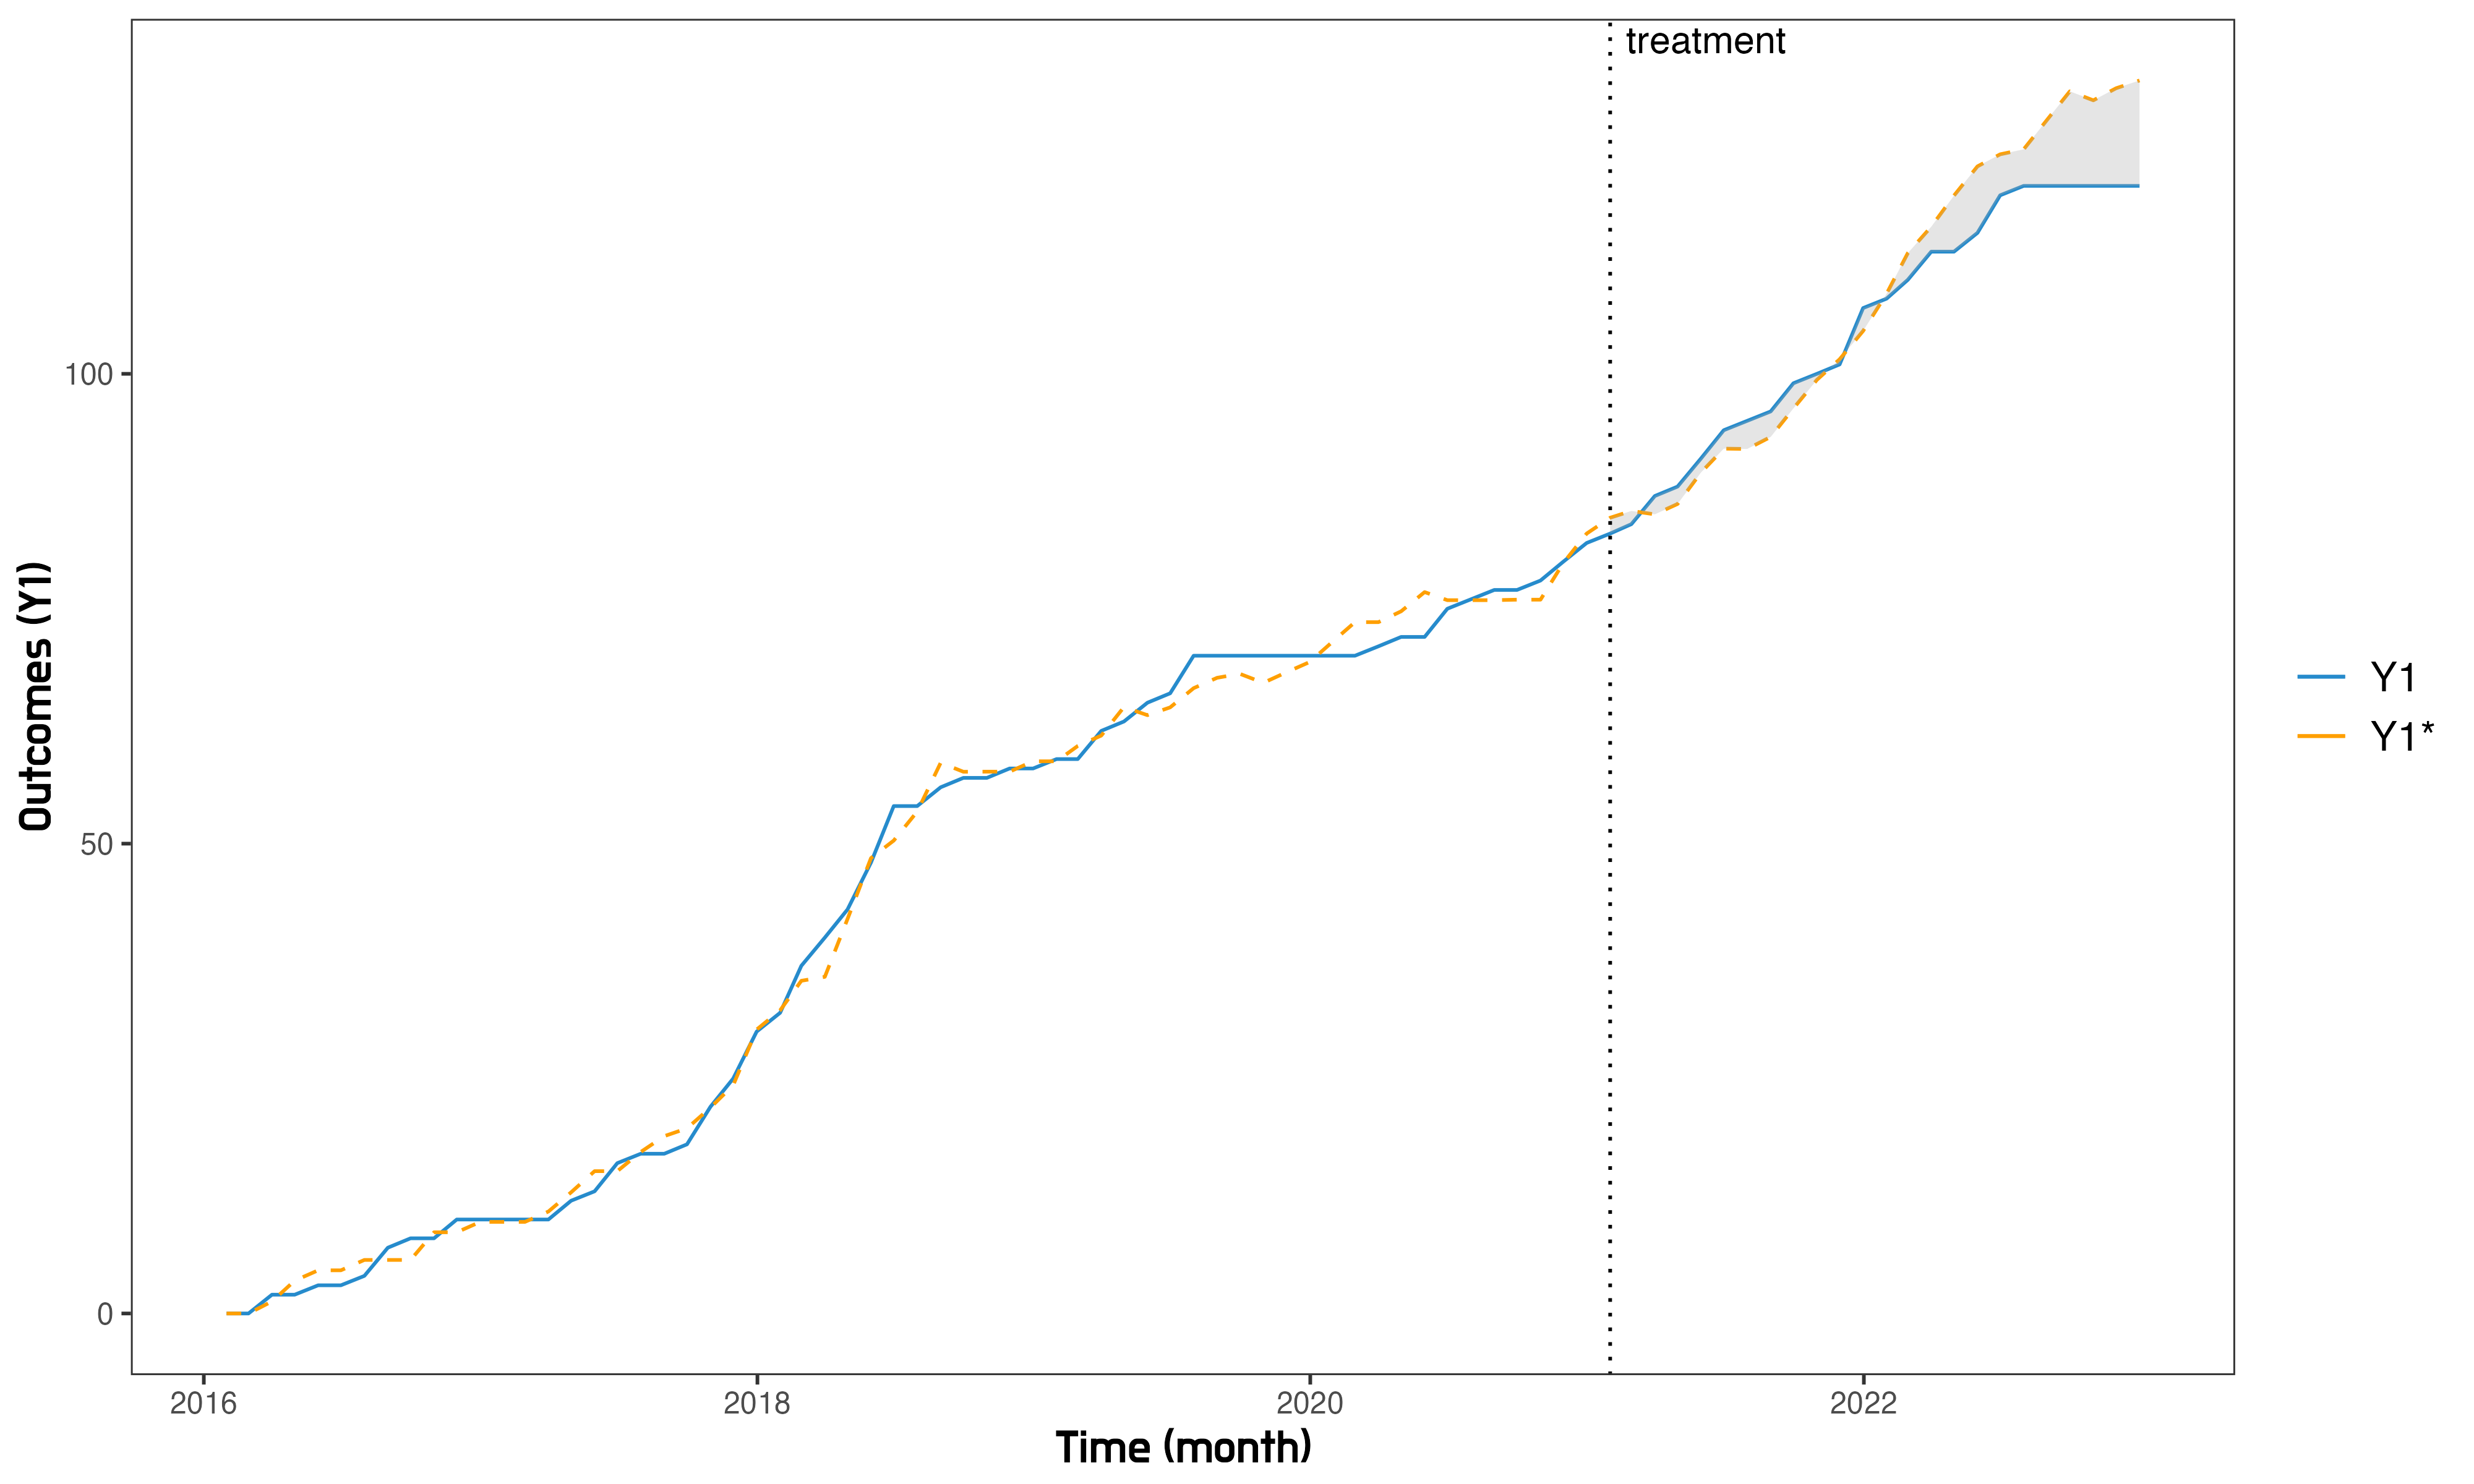 treatment
Outcomes (Y1)
100
50
0
2016 2018 2020 2022
Time (month)
Y1
Y1*